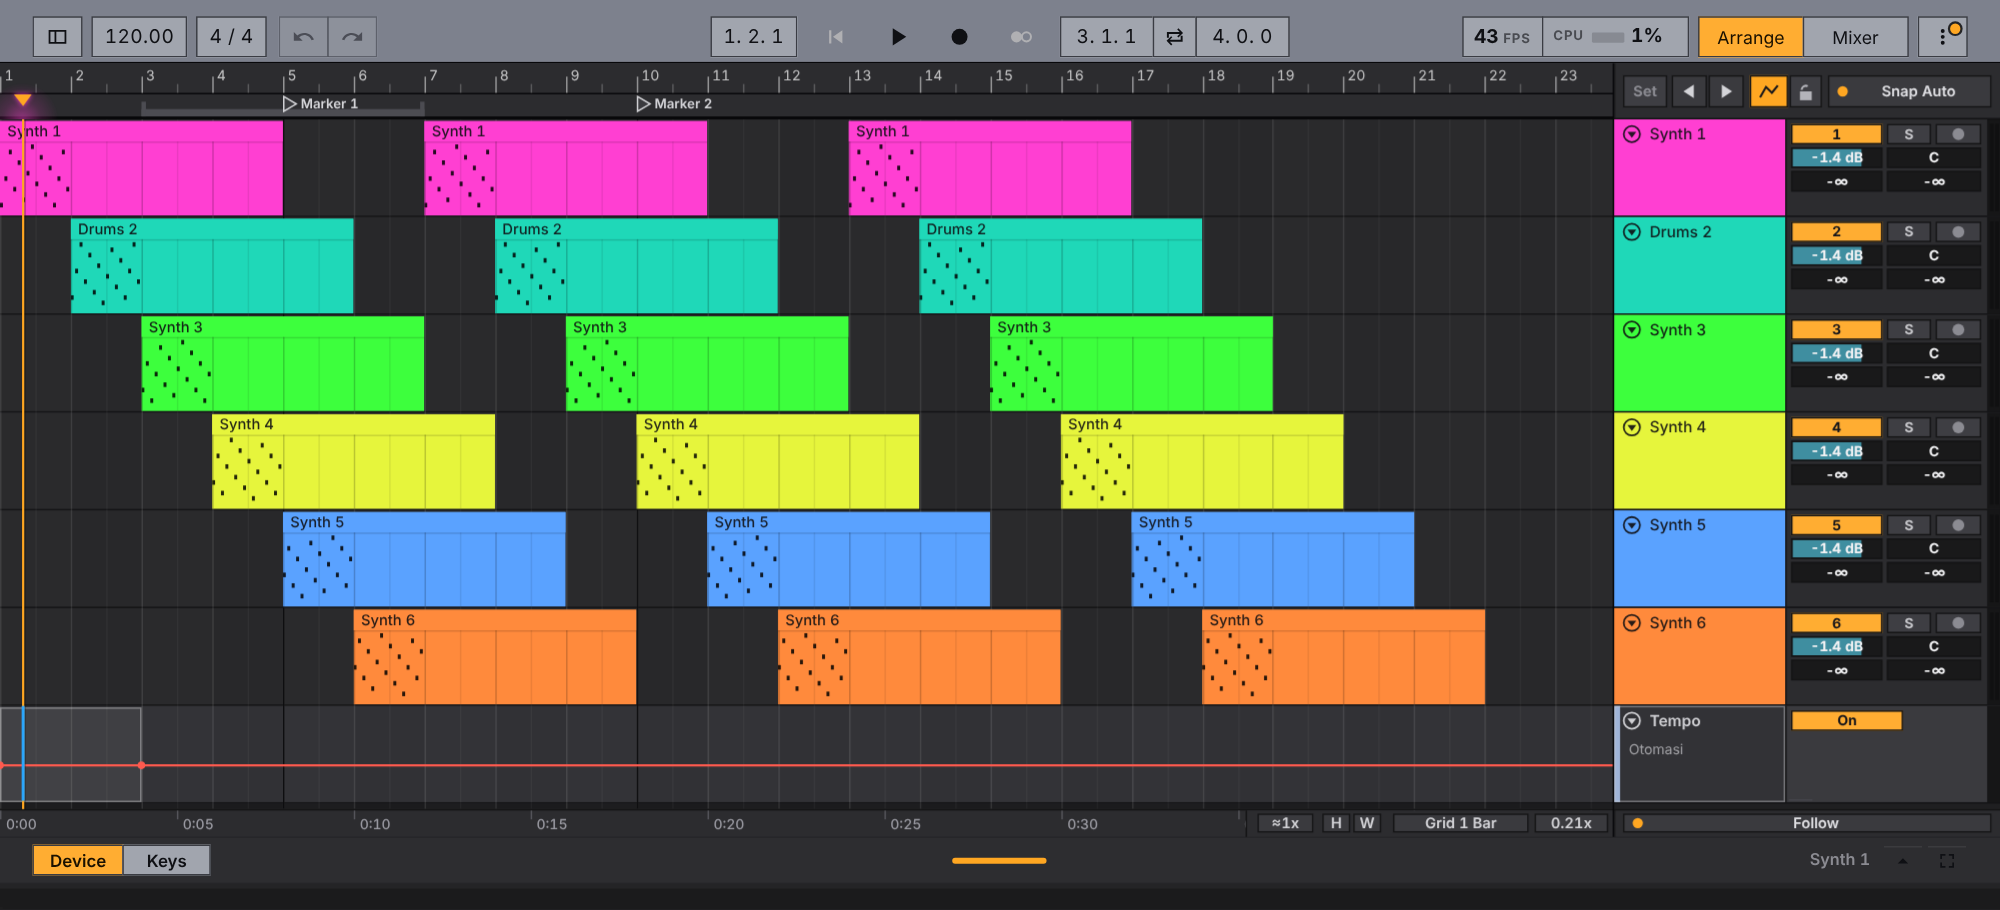 120.00 4 / 4 1. 2. 1 3. 1. 1 4. 0. 0 43 FPS CPU 1% Arrange Mixer
1 2 3 4 5 6 7 8 9 10 11 12 13 14 15 16 17 18 19 20 21 22 23
Marker 1 Marker 2 Set Snap Auto
Synth 1 Synth 1 Synth 1 Synth 1 1 S
-1.4 dB C
-∞ -∞
Drums 2 Drums 2 Drums 2 Drums 2 2 S
-1.4 dB C
-∞ -∞
Synth 3 Synth 3 Synth 3 Synth 3 3 S
-1.4 dB C
-∞ -∞
Synth 4 Synth 4 Synth 4 Synth 4 4 S
-1.4 dB C
-∞ -∞
Synth 5 Synth 5 Synth 5 Synth 5 5 S
-1.4 dB C
-∞ -∞
Synth 6 Synth 6 Synth 6 Synth 6 6 S
-1.4 dB C
-∞ -∞
Tempo On
Otomasi
0:00 0:05 0:10 0:15 0:20 0:25 0:30 ≈1x H W Grid 1 Bar 0.21x Follow
Device Keys Synth 1